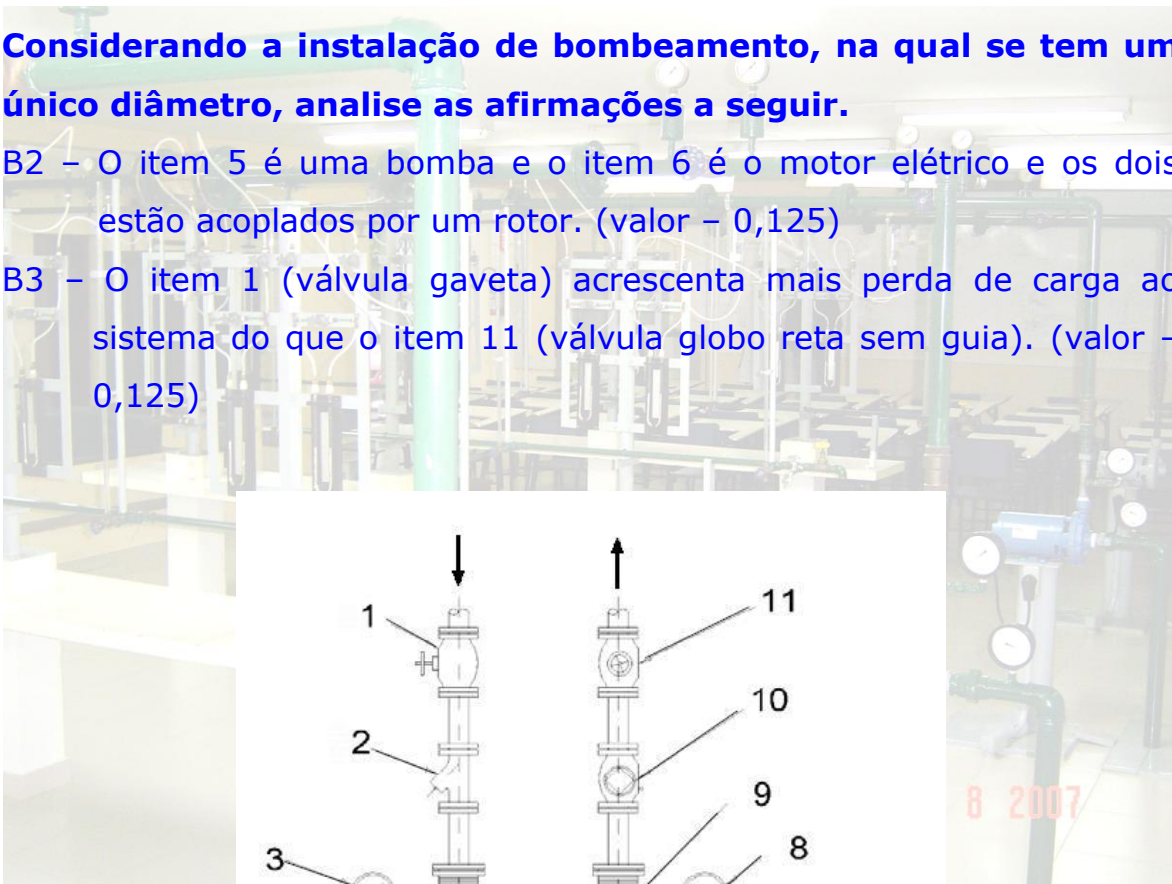 Considerando a instalação de bombeamento, na qual se tem um
único diâmetro, analise as afirmações a seguir.
B2 – O item 5 é uma bomba e o item 6 é o motor elétrico e os dois
estão acoplados por um rotor. (valor – 0,125)
B3 – O item 1 (válvula gaveta) acrescenta mais perda de carga ao
sistema do que o item 11 (válvula globo reta sem guia). (valor –
0,125)
1
11
2
10
9
3
8
8 2007